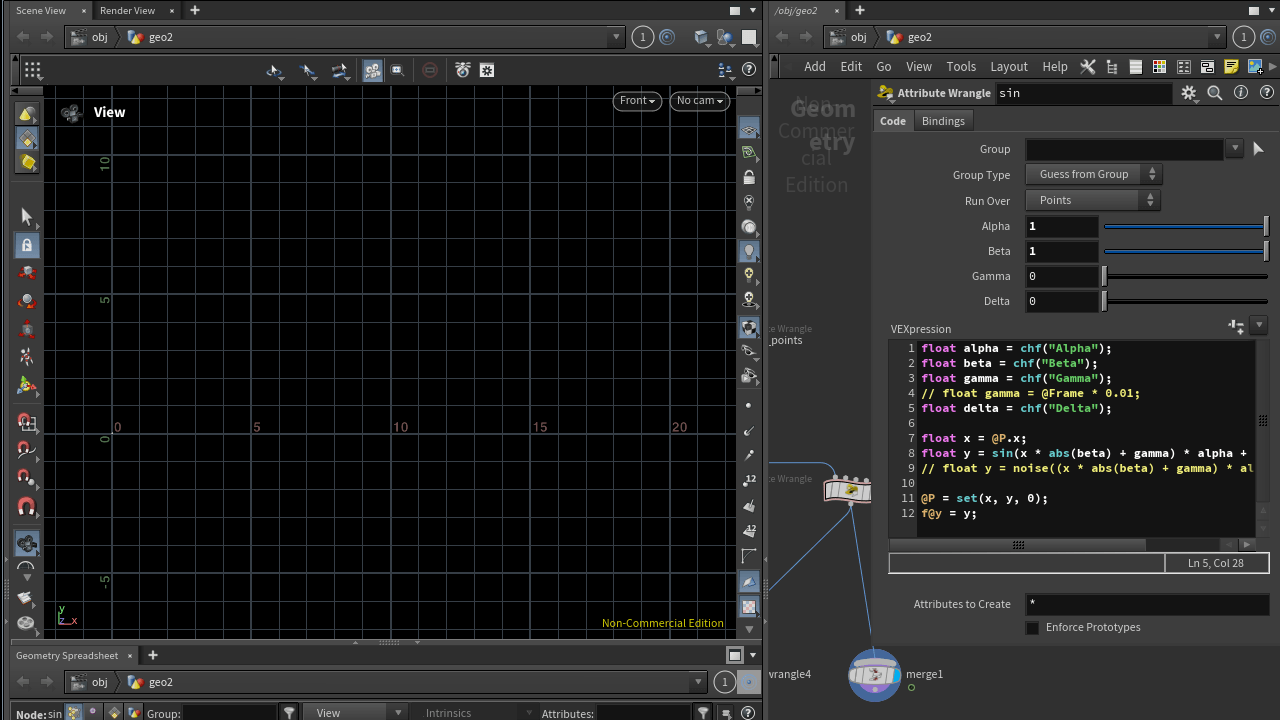 Scene View × Render View × +
obj geo2 1
View
Front No cam
10
5
0 5 10 15 20
0
-5
y
z x
12
42
Non-Commercial Edition
Geometry Spreadsheet × +
obj geo2 1
Node: sin Group: View Intrinsics Attributes:
/obj/geo2 × +
obj geo2 1
Add Edit Go View Tools Layout Help
Non-
Commer
cial
Edition
Geom
etry
te Wrangle
_points
te Wrangle
wrangle4
merge1
Attribute Wrangle sin
Code Bindings
Group
Group Type Guess from Group
Run Over Points
Alpha 1
Beta 1
Gamma 0
Delta 0
VEXpression
1 float alpha = chf("Alpha");
2 float beta = chf("Beta");
3 float gamma = chf("Gamma");
4 // float gamma = @Frame * 0.01;
5 float delta = chf("Delta");
6
7 float x = @P.x;
8 float y = sin(x * abs(beta) + gamma) * alpha +
9 // float y = noise((x * abs(beta) + gamma) * al
10
11 @P = set(x, y, 0);
12 f@y = y;
Ln 5, Col 28
Attributes to Create *
Enforce Prototypes